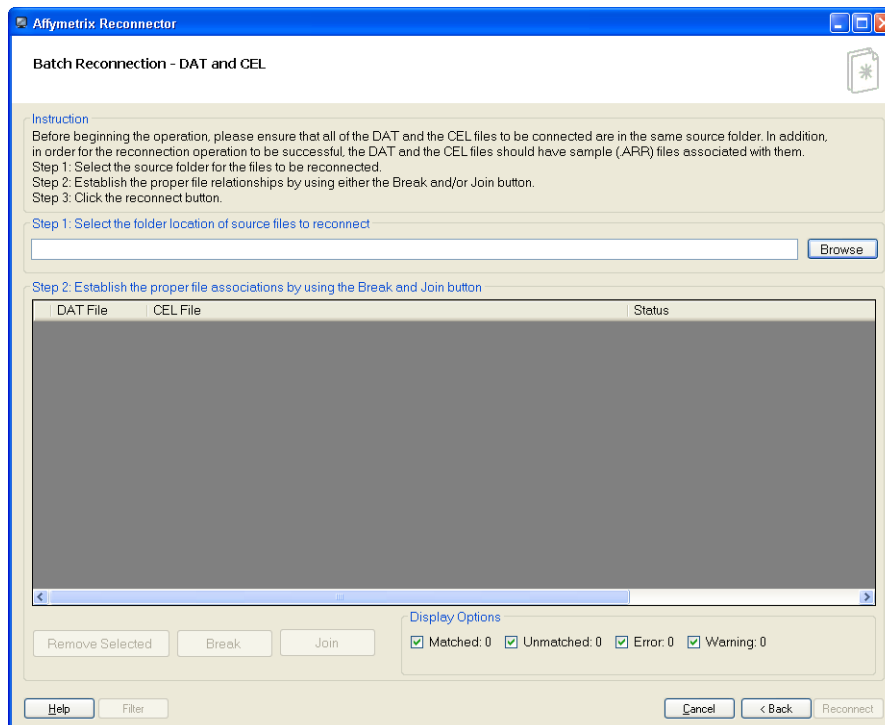 Affymetrix Reconnector
Batch Reconnection - DAT and CEL
Instruction
Before beginning the operation, please ensure that all of the DAT and the CEL files to be connected are in the same source folder. In addition,
in order for the reconnection operation to be successful, the DAT and the CEL files should have sample (.ARR) files associated with them.
Step 1: Select the source folder for the files to be reconnected.
Step 2: Establish the proper file relationships by using either the Break and/or Join button.
Step 3: Click the reconnect button.
Step 1: Select the folder location of source files to reconnect
Browse
Step 2: Establish the proper file associations by using the Break and Join button
DAT File CEL File Status
Display Options
Remove Selected Break Join Matched: 0 Unmatched: 0 Error: 0 Warning: 0
Help Filter Cancel < Back Reconnect